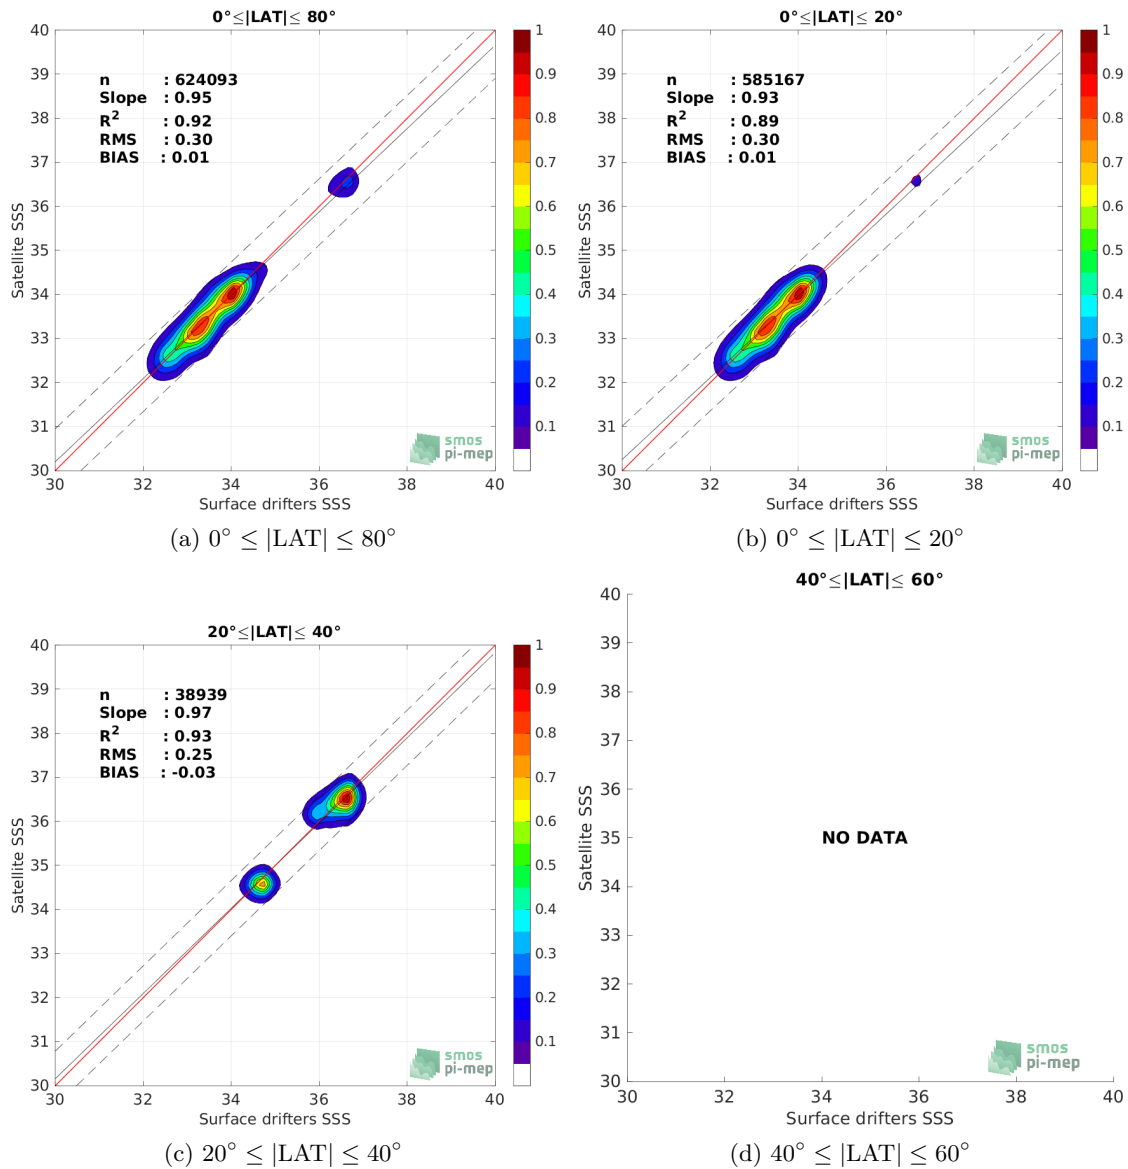 0°≤|LAT|≤ 80°
40
39
38
37
36
35
34
33
32
31
30
Satellite SSS
n : 624093
Slope : 0.95
R2 : 0.92
RMS : 0.30
BIAS : 0.01
smos
pi-mep
30 32 34 36 38 40
Surface drifters SSS
1
0.9
0.8
0.7
0.6
0.5
0.4
0.3
0.2
0.1
(a) 0° ≤ |LAT| ≤ 80°
0°≤|LAT|≤ 20°
40
39
38
37
36
35
34
33
32
31
30
Satellite SSS
n : 585167
Slope : 0.93
R2 : 0.89
RMS : 0.30
BIAS : 0.01
smos
pi-mep
30 32 34 36 38 40
Surface drifters SSS
1
0.9
0.8
0.7
0.6
0.5
0.4
0.3
0.2
0.1
(b) 0° ≤ |LAT| ≤ 20°
20°≤|LAT|≤ 40°
40
39
38
37
36
35
34
33
32
31
30
Satellite SSS
n : 38939
Slope : 0.97
R2 : 0.93
RMS : 0.25
BIAS : -0.03
smos
pi-mep
30 32 34 36 38 40
Surface drifters SSS
1
0.9
0.8
0.7
0.6
0.5
0.4
0.3
0.2
0.1
(c) 20° ≤ |LAT| ≤ 40°
40°≤|LAT|≤ 60°
40
39
38
37
36
35
34
33
32
31
30
Satellite SSS
NO DATA
smos
pi-mep
30 32 34 36 38 40
Surface drifters SSS
(d) 40° ≤ |LAT| ≤ 60°